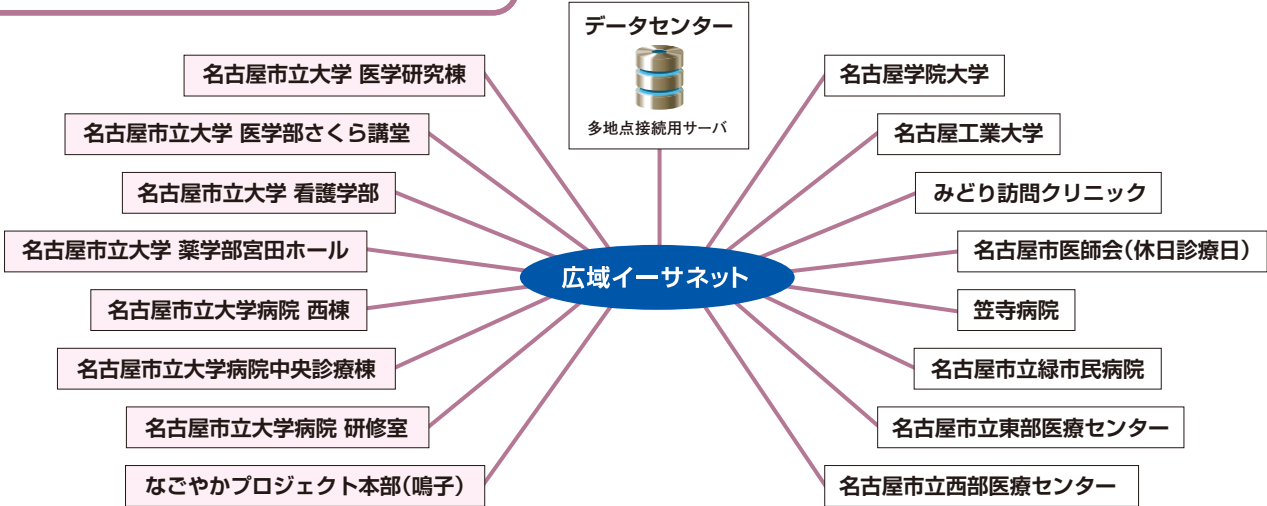 データセンター
多地点接続用サーバ
名古屋市立大学 医学研究棟
名古屋市立大学 医学部さくら講堂
名古屋市立大学 看護学部
名古屋市立大学 薬学部宮田ホール
名古屋市立大学病院 西棟
名古屋市立大学病院中央診療棟
名古屋市立大学病院 研修室
なごやかプロジェクト本部(鳴子)
広域イーサネット
名古屋学院大学
名古屋工業大学
みどり訪問クリニック
名古屋市医師会(休日診療日)
笠寺病院
名古屋市立緑市民病院
名古屋市立東部医療センター
名古屋市立西部医療センター